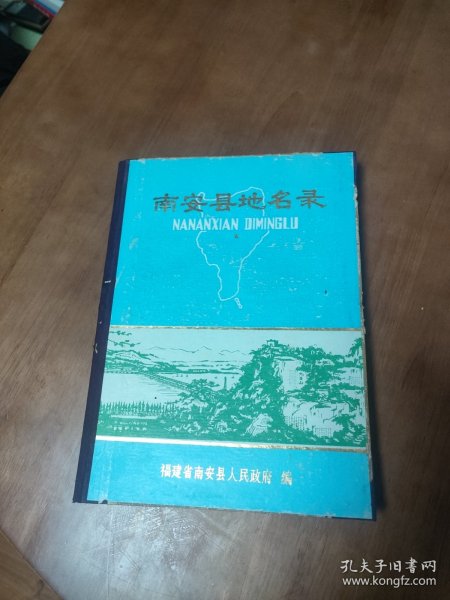 南安县地名录
NANANXIAN DIMINGLU
福建省南安县人民政府 编
孔夫子旧书网
www.kongfz.com